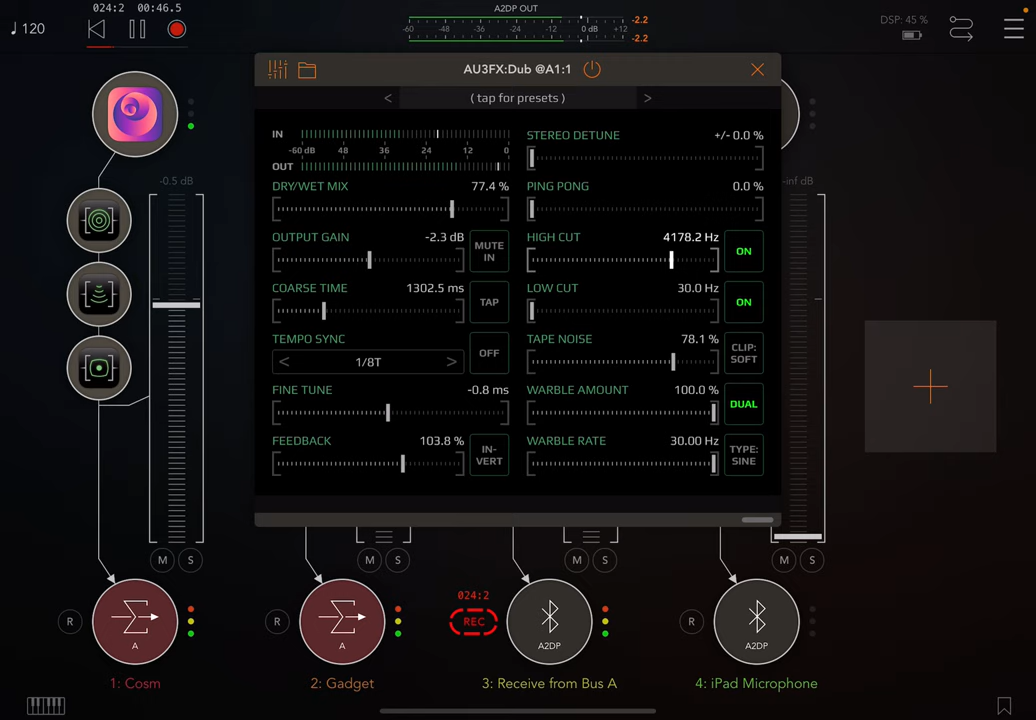 024:2 00:46.5
♩ 120
A2DP OUT
-60 -48 -36 -24 -12 0 dB +12
-2.2
-2.2
DSP: 45 %
AU3FX:Dub @A1:1
< ( tap for presets ) >
IN
-60 dB 48 36 24 12 0
OUT
DRY/WET MIX 77.4 %
OUTPUT GAIN -2.3 dB
MUTE
IN
COARSE TIME 1302.5 ms
TAP
TEMPO SYNC
< 1/8T >
OFF
FINE TUNE -0.8 ms
FEEDBACK 103.8 %
IN-
VERT
STEREO DETUNE +/- 0.0 %
PING PONG 0.0 %
HIGH CUT 4178.2 Hz
ON
LOW CUT 30.0 Hz
ON
TAPE NOISE 78.1 %
CLIP:
SOFT
WARBLE AMOUNT 100.0 %
DUAL
WARBLE RATE 30.00 Hz
TYPE:
SINE
-0.5 dB
-inf dB
M S
M S
M S
M S
R
A
R
A
024:2
REC
A2DP
R
A2DP
1: Cosm
2: Gadget
3: Receive from Bus A
4: iPad Microphone